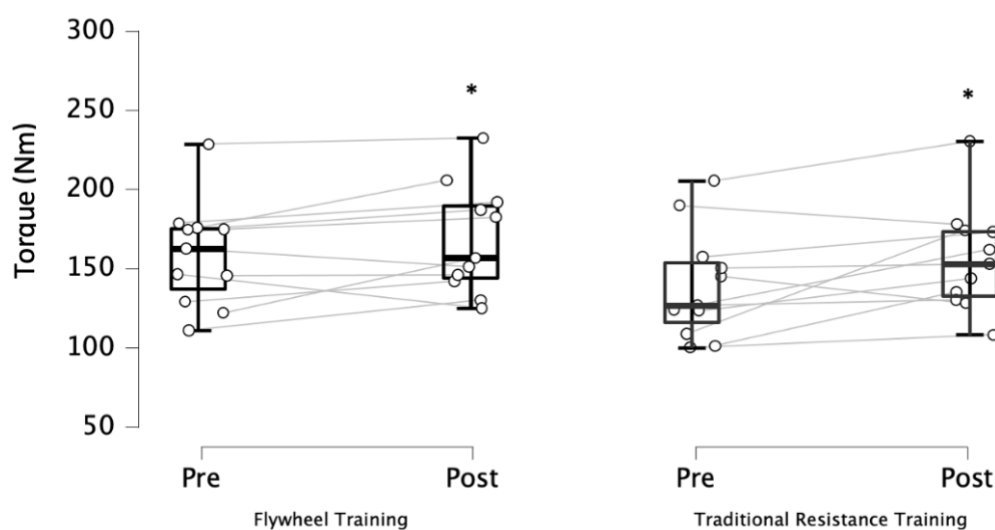 300
250
200
150
100
50
Torque (Nm)
*
*
Pre
Post
Pre
Post
Flywheel Training
Traditional Resistance Training